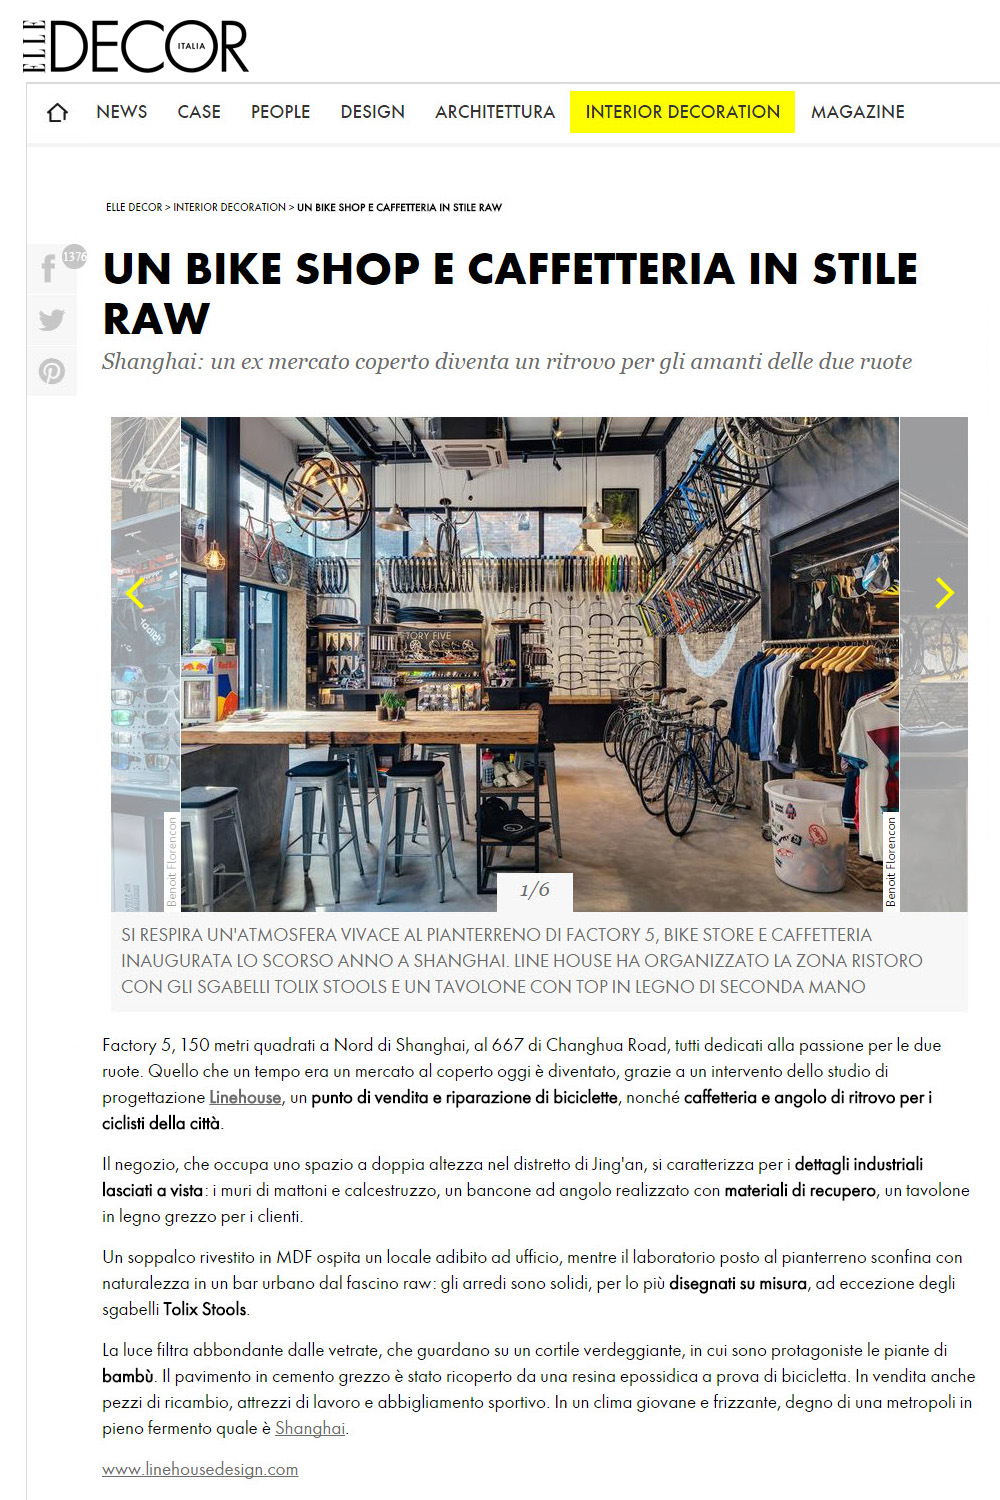 ELLE DECOR ITALIA
NEWS CASE PEOPLE DESIGN ARCHITETTURA INTERIOR DECORATION MAGAZINE
ELLE DECOR > INTERIOR DECORATION > UN BIKE SHOP E CAFFETTERIA IN STILE RAW
1376
UN BIKE SHOP E CAFFETTERIA IN STILE
RAW
Shanghai: un ex mercato coperto diventa un ritrovo per gli amanti delle due ruote
TORY FIVE
Red Bull
Benoit Florencon
Benoit Florencon
1/6
SI RESPIRA UN'ATMOSFERA VIVACE AL PIANTERRENO DI FACTORY 5, BIKE STORE E CAFFETTERIA
INAUGURATA LO SCORSO ANNO A SHANGHAI. LINE HOUSE HA ORGANIZZATO LA ZONA RISTORO
CON GLI SGABELLI TOLIX STOOLS E UN TAVOLONE CON TOP IN LEGNO DI SECONDA MANO
Factory 5, 150 metri quadrati a Nord di Shanghai, al 667 di Changhua Road, tutti dedicati alla passione per le due
ruote. Quello che un tempo era un mercato al coperto oggi è diventato, grazie a un intervento dello studio di
progettazione Linehouse, un punto di vendita e riparazione di biciclette, nonché caffetteria e angolo di ritrovo per i
ciclisti della città.
Il negozio, che occupa uno spazio a doppia altezza nel distretto di Jing'an, si caratterizza per i dettagli industriali
lasciati a vista: i muri di mattoni e calcestruzzo, un bancone ad angolo realizzato con materiali di recupero, un tavolone
in legno grezzo per i clienti.
Un soppalco rivestito in MDF ospita un locale adibito ad ufficio, mentre il laboratorio posto al pianterreno sconfina con
naturalezza in un bar urbano dal fascino raw: gli arredi sono solidi, per lo più disegnati su misura, ad eccezione degli
sgabelli Tolix Stools.
La luce filtra abbondante dalle vetrate, che guardano su un cortile verdeggiante, in cui sono protagoniste le piante di
bambù. Il pavimento in cemento grezzo è stato ricoperto da una resina epossidica a prova di bicicletta. In vendita anche
pezzi di ricambio, attrezzi di lavoro e abbigliamento sportivo. In un clima giovane e frizzante, degno di una metropoli in
pieno fermento quale è Shanghai.
www.linehousedesign.com